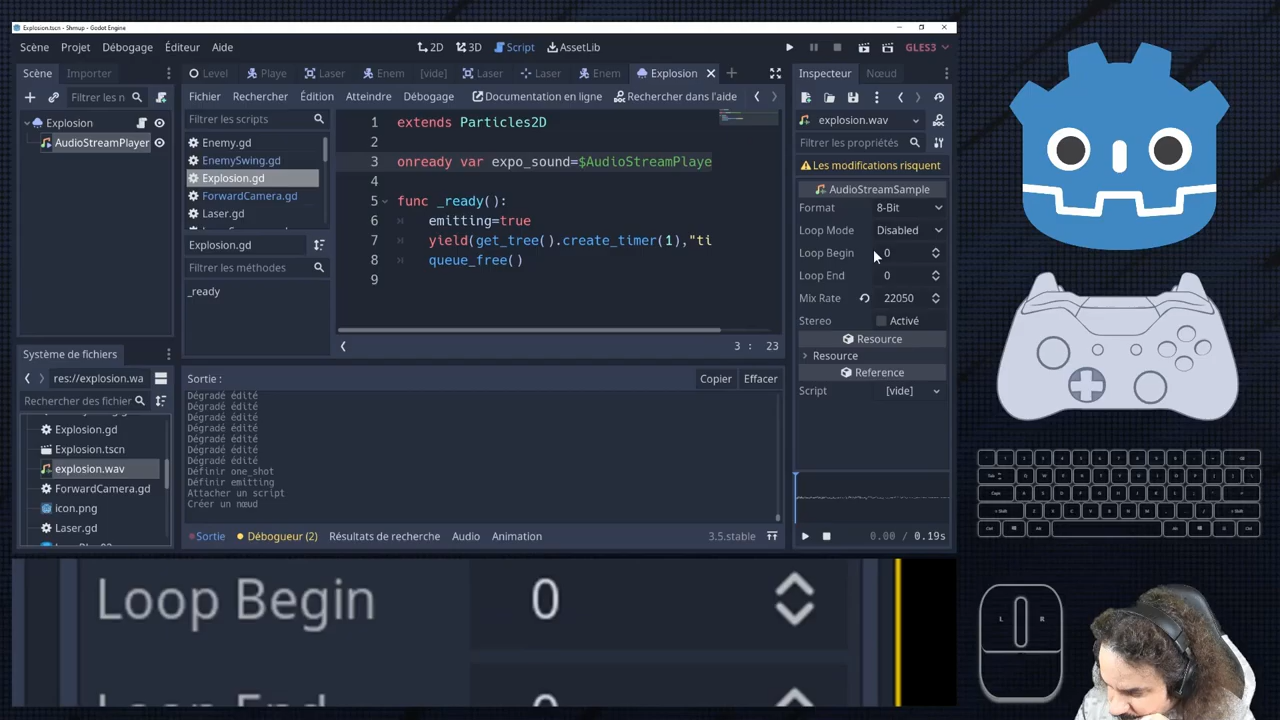 Explosion.tscn - Shmup - Godot Engine
Scène Projet Débogage Éditeur Aide
2D 3D Script AssetLib
GLES3
Scène Importer
Level Playe Laser Enem [vide] Laser Laser Enem Explosion
Inspecteur Nœud
Filtrer les n
Fichier Rechercher Édition Atteindre Débogage Documentation en ligne Rechercher dans l'aide
Explosion
AudioStreamPlayer
Filtrer les scripts
Enemy.gd
EnemySwing.gd
Explosion.gd
ForwardCamera.gd
Laser.gd
Explosion.gd
Filtrer les méthodes
_ready
1 extends Particles2D
2
3 onready var expo_sound=$AudioStreamPlaye
4
5 func _ready():
6 emitting=true
7 yield(get_tree().create_timer(1),"ti
8 queue_free()
9
3 : 23
explosion.wav
Filtrer les propriétés
Les modifications risquent
AudioStreamSample
Format 8-Bit
Loop Mode Disabled
Loop Begin 0
Loop End 0
Mix Rate 22050
Stereo Activé
Resource
Resource
Reference
Script [vide]
0.00 / 0.19s
Système de fichiers
res://explosion.wa
Rechercher des fichier
Explosion.gd
Explosion.tscn
explosion.wav
ForwardCamera.gd
icon.png
Laser.gd
Sortie :
Copier Effacer
Dégradé édité
Dégradé édité
Dégradé édité
Dégradé édité
Dégradé édité
Dégradé édité
Dégradé édité
Définir one_shot
Définir emitting
Attacher un script
Créer un nœud
Sortie Débogueur (2) Résultats de recherche Audio Animation 3.5.stable
Loop Begin 0
L R